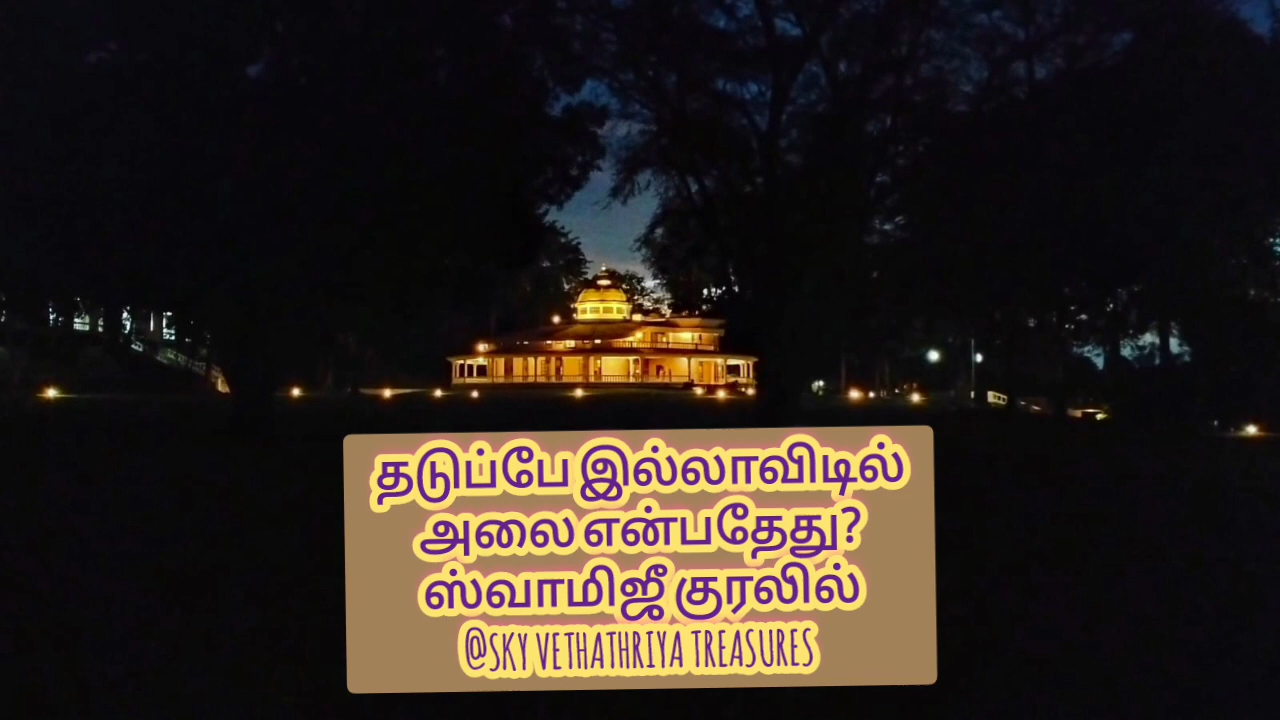 தடுப்பே இல்லாவிடில்
அலை என்பதேது?
ஸ்வாமிஜீ குரலில்
@SKY VETHATHRIYA TREASURES